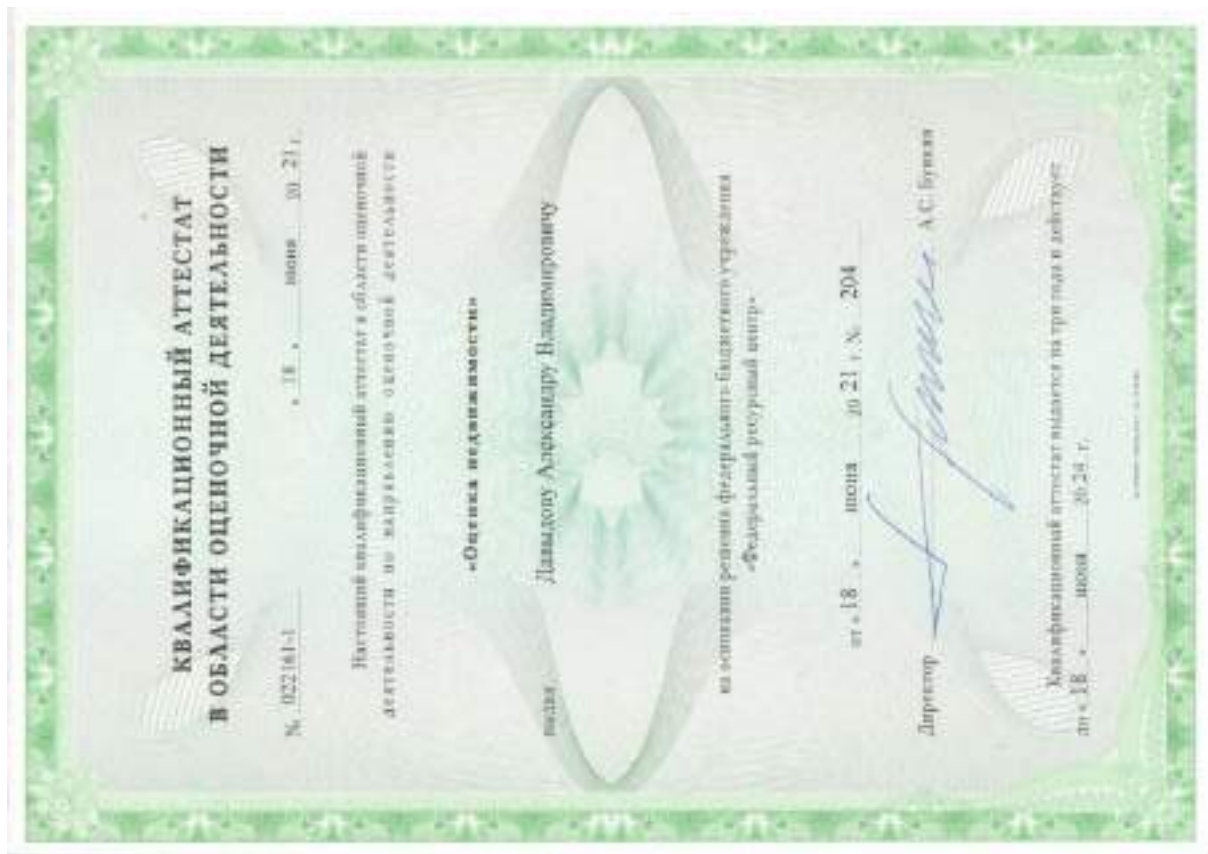 КВАЛИФИКАЦИОННЫЙ АТТЕСТАТ
В ОБЛАСТИ ОЦЕНОЧНОЙ ДЕЯТЕЛЬНОСТИ
№ 022161-1 « 18 » июня 20 21 г.
Настоящий квалификационный аттестат в области оценочной
деятельности по направлению оценочной деятельности
«Оценка недвижимости»
выдан Давыдову Александру Владимировичу
на основании решения федерального бюджетного учреждения
«Федеральный ресурсный центр»
от « 18 » июня 20 21 г. № 204
Директор А.С. Бункин
Квалификационный аттестат выдается на три года и действует
до « 18 » июня 20 24 г.